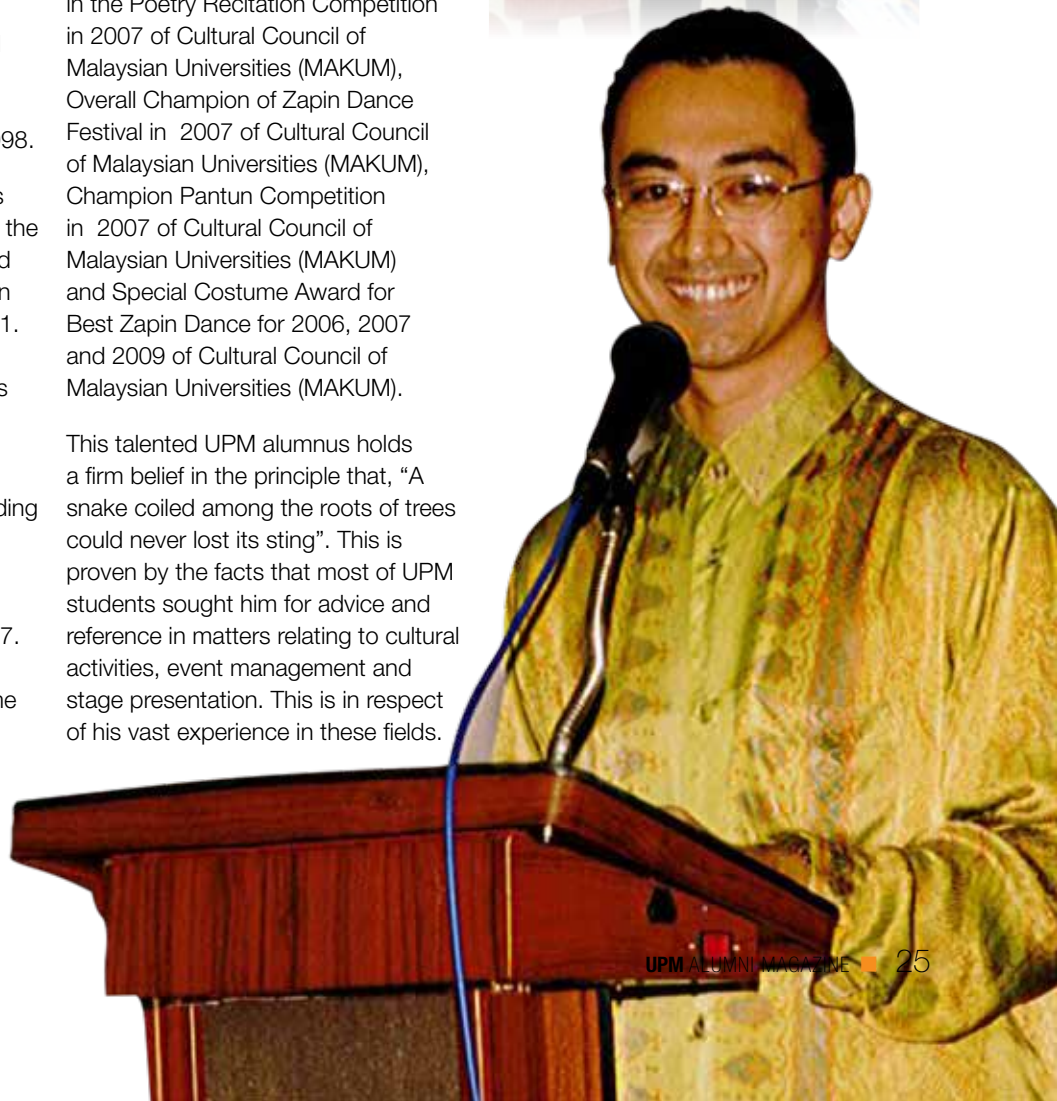 98.
s
the
d
n
1.
s
ding
7.
ne
in the Poetry Recitation Competition
in 2007 of Cultural Council of
Malaysian Universities (MAKUM),
Overall Champion of Zapin Dance
Festival in  2007 of Cultural Council
of Malaysian Universities (MAKUM),
Champion Pantun Competition
in  2007 of Cultural Council of
Malaysian Universities (MAKUM)
and Special Costume Award for
Best Zapin Dance for 2006, 2007
and 2009 of Cultural Council of
Malaysian Universities (MAKUM).
This talented UPM alumnus holds
a firm belief in the principle that, “A
snake coiled among the roots of trees
could never lost its sting”. This is
proven by the facts that most of UPM
students sought him for advice and
reference in matters relating to cultural
activities, event management and
stage presentation. This is in respect
of his vast experience in these fields.
UPM ALUMNI MAGAZINE 25